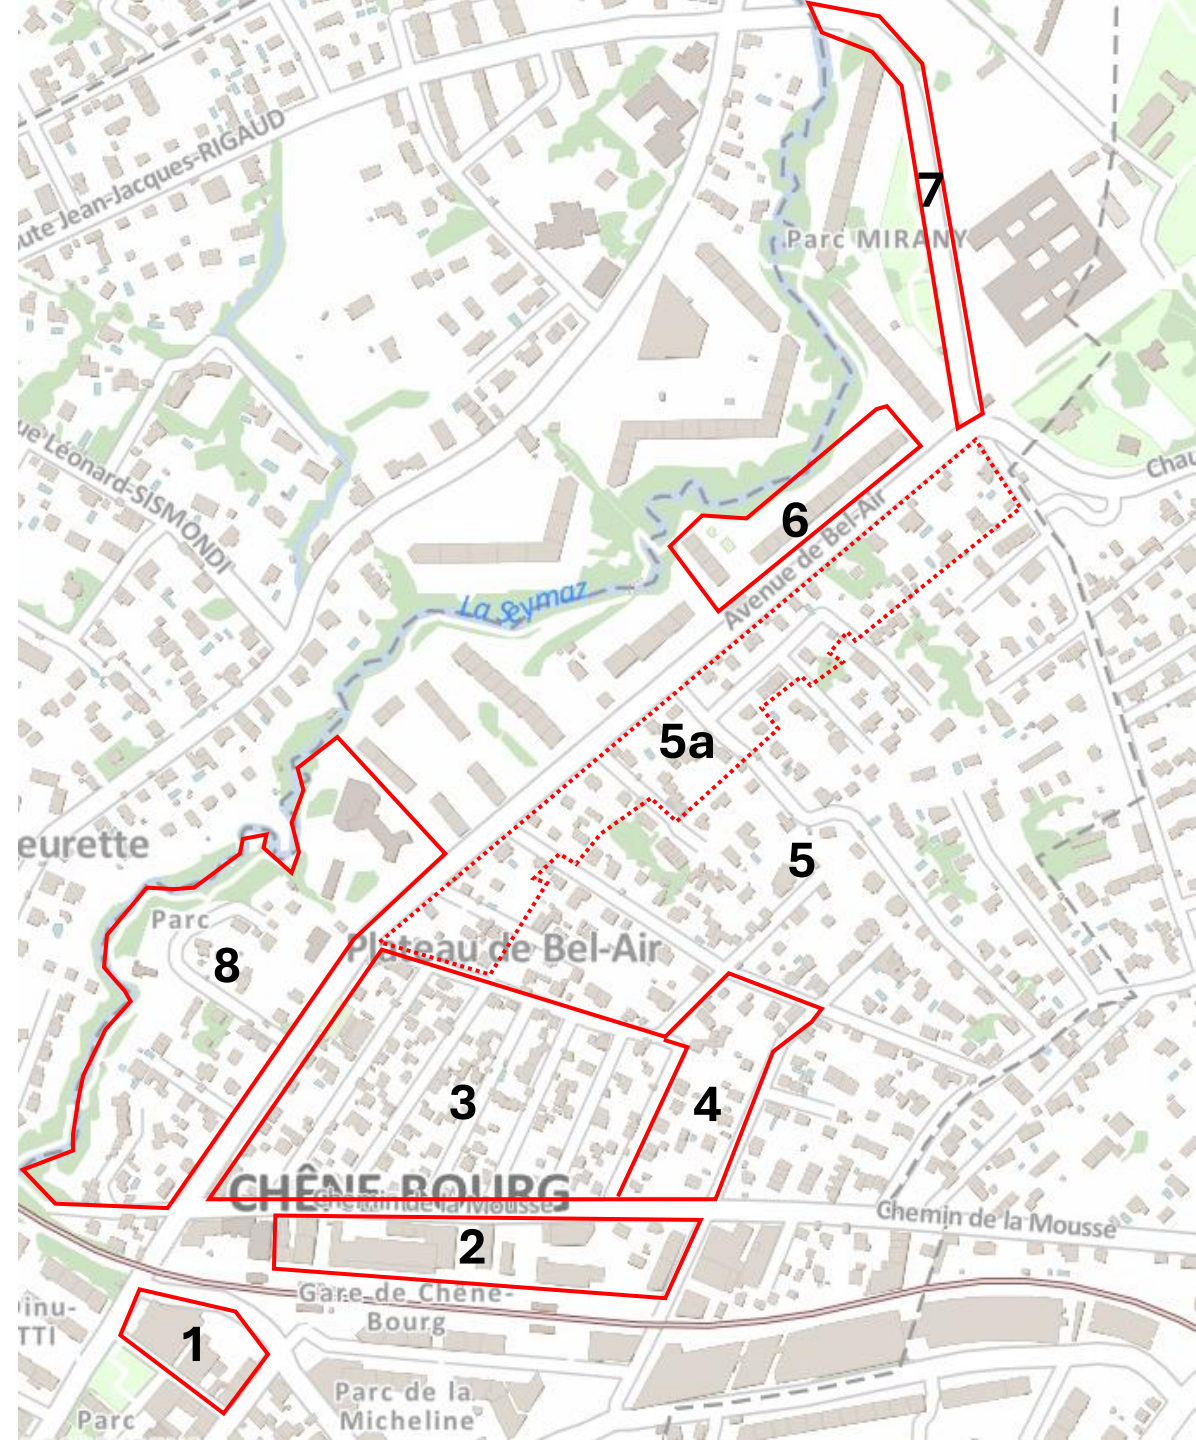 ute Jean-Jacques-RIGAUD
7
Parc MIRANY
ue Léonard-SISMONDI
Chau
6
Avenue de Bel-Air
La Seymaz
5a
eurette
5
Parc
8
Plateau de Bel-Air
3
4
CHÊNE-BOURG
Chemin de la Mousse
Chemin de la Mousse
2
Gare de Chêne-
Bourg
inu-
TTI
1
Parc de la
Micheline
Parc